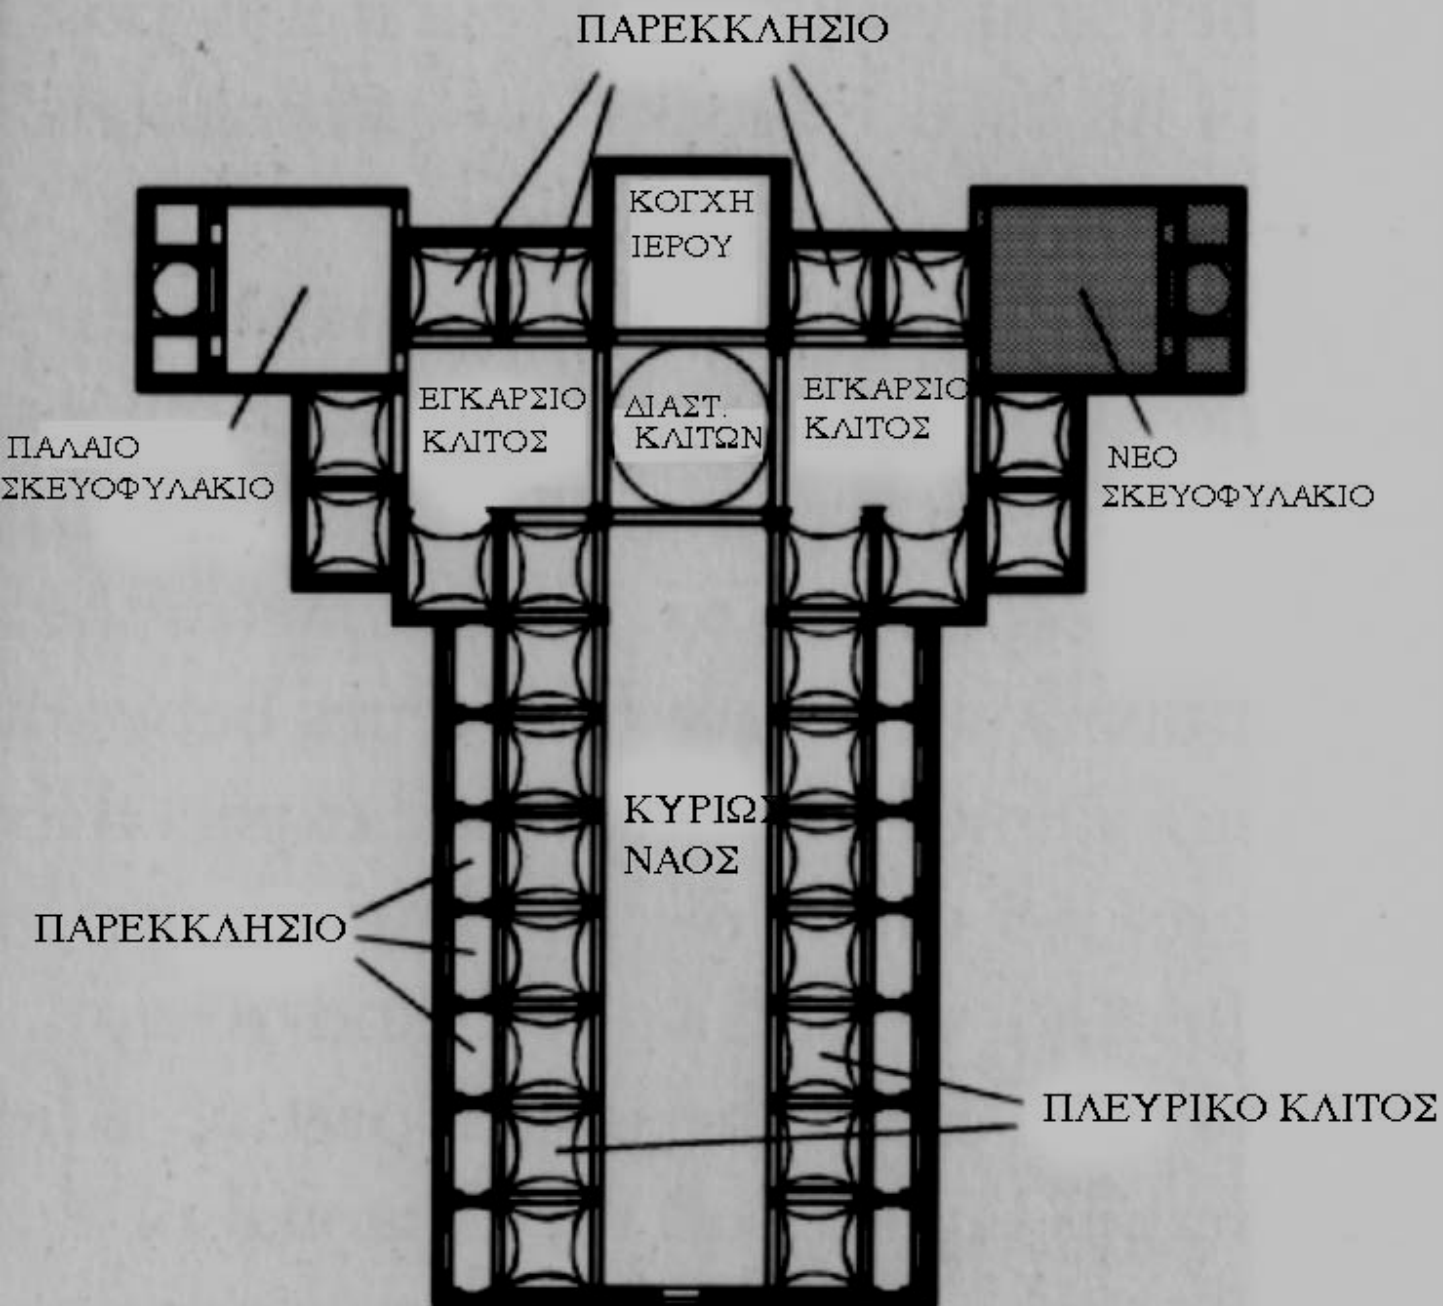 ΠΑΡΕΚΚΛΗΣΙΟ
ΚΟΓΧΗ
ΙΕΡΟΥ
ΕΓΚΑΡΣΙΟ
ΚΛΙΤΟΣ
ΔΙΑΣΤ.
ΚΛΙΤΩΝ
ΕΓΚΑΡΣΙΟ
ΚΛΙΤΟΣ
ΠΑΛΑΙΟ
ΣΚΕΥΟΦΥΛΑΚΙΟ
ΝΕΟ
ΣΚΕΥΟΦΥΛΑΚΙΟ
ΚΥΡΙΩΣ
ΝΑΟΣ
ΠΑΡΕΚΚΛΗΣΙΟ
ΠΛΕΥΡΙΚΟ ΚΛΙΤΟΣ